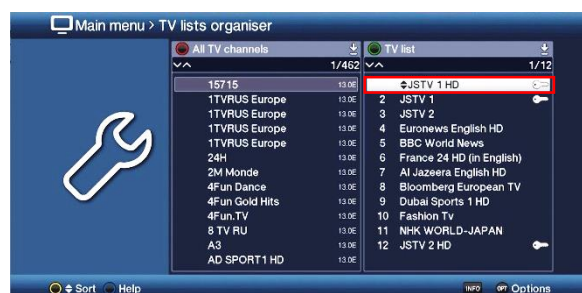 Main menu > TV lists organiser
All TV channels
1/462
15715 13.0E
1TVRUS Europe 13.0E
1TVRUS Europe 13.0E
1TVRUS Europe 13.0E
1TVRUS Europe 13.0E
24H 13.0E
2M Monde 13.0E
4Fun Dance 13.0E
4Fun Gold Hits 13.0E
4Fun.TV 13.0E
8 TV RU 13.0E
A3 13.0E
AD SPORT1 HD 13.0E
TV list
1/12
JSTV 1 HD
2 JSTV 1
3 JSTV 2
4 Euronews English HD
5 BBC World News
6 France 24 HD (in English)
7 Al Jazeera English HD
8 Bloomberg European TV
9 Dubai Sports 1 HD
10 Fashion Tv
11 NHK WORLD-JAPAN
12 JSTV 2 HD
Sort Help INFO OPT Options